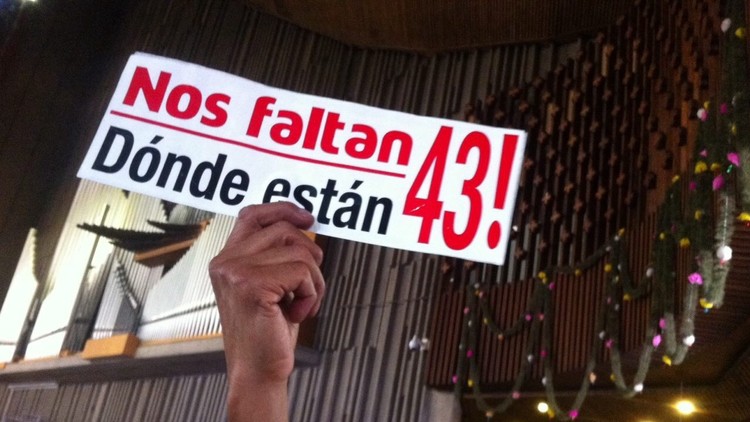 Nos faltan
Dónde están 43!